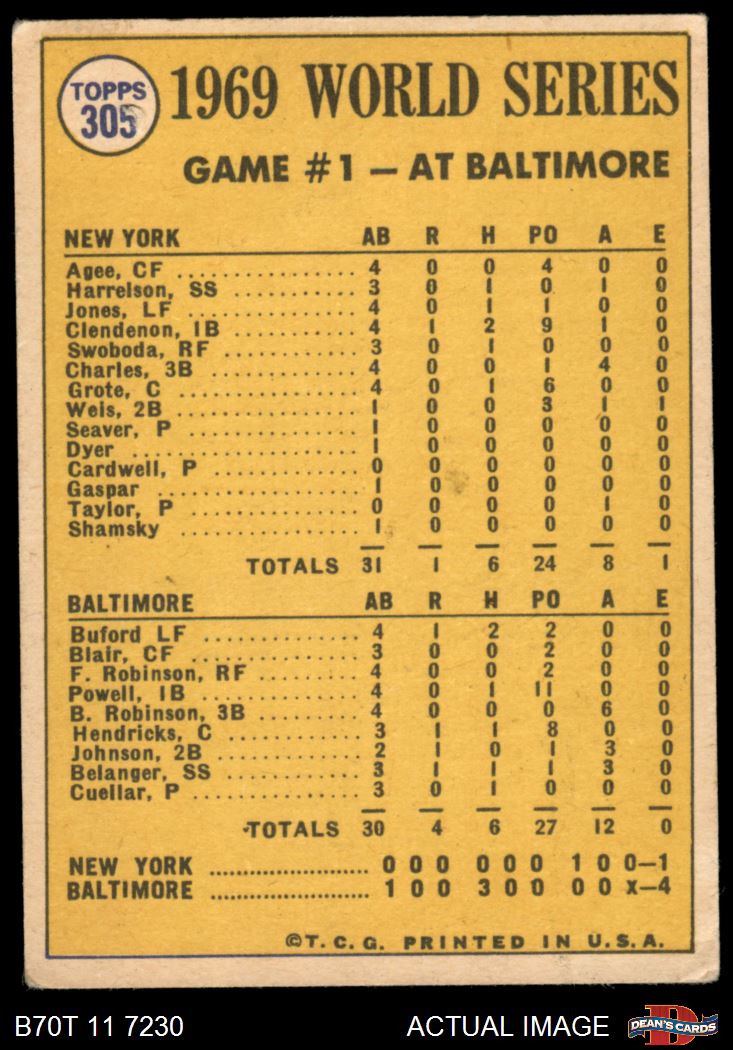 TOPPS
305
1969 WORLD SERIES
GAME #1 — AT BALTIMORE
NEW YORK AB R H PO A E
Agee, CF ................ 4 0 0 4 0 0
Harrelson, SS ........... 3 0 1 0 1 0
Jones, LF ............... 4 0 1 1 0 0
Clendenon, 1B ........... 4 1 2 9 1 0
Swoboda, RF ............ 3 0 1 0 0 0
Charles, 3B ............. 4 0 0 1 4 0
Grote, C ................ 4 0 1 6 0 0
Weis, 2B ................ 1 0 0 3 1 1
Seaver, P ............... 1 0 0 0 0 0
Dyer .................... 1 0 0 0 0 0
Cardwell, P ............. 0 0 0 0 0 0
Gaspar .................. 1 0 0 0 0 0
Taylor, P ............... 0 0 0 0 1 0
Shamsky ................. 1 0 0 0 0 0
TOTALS 31 1 6 24 8 1
BALTIMORE AB R H PO A E
Buford LF ............... 4 1 2 2 0 0
Blair, CF ............... 3 0 0 2 0 0
F. Robinson, RF ......... 4 0 0 2 0 0
Powell, 1B .............. 4 0 1 11 0 0
B. Robinson, 3B ......... 4 0 0 0 6 0
Hendricks, C ............ 3 1 1 8 0 0
Johnson, 2B ............. 2 1 0 1 3 0
Belanger, SS ............ 3 1 1 1 3 0
Cuellar, P .............. 3 0 1 0 0 0
TOTALS 30 4 6 27 12 0
NEW YORK ........................ 0 0 0 0 0 0 1 0 0—1
BALTIMORE ....................... 1 0 0 3 0 0 0 0 X—4
©T.C.G. PRINTED IN U.S.A.
B70T 11 7230 ACTUAL IMAGE
D
DEAN'S CARDS